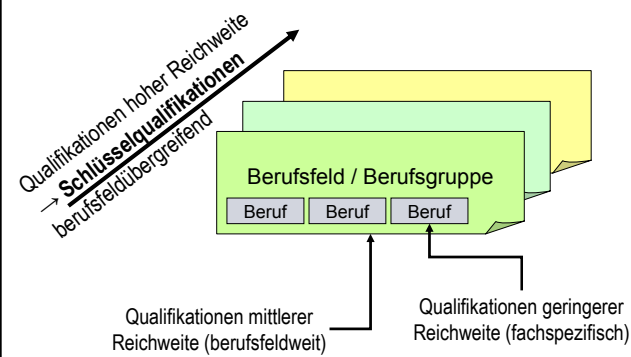 Qualifikationen hoher Reichweite
→ Schlüsselqualifikationen
berufsfeldübergreifend
Berufsfeld / Berufsgruppe
Beruf Beruf Beruf
Qualifikationen mittlerer
Reichweite (berufsfeldweit)
Qualifikationen geringerer
Reichweite (fachspezifisch)